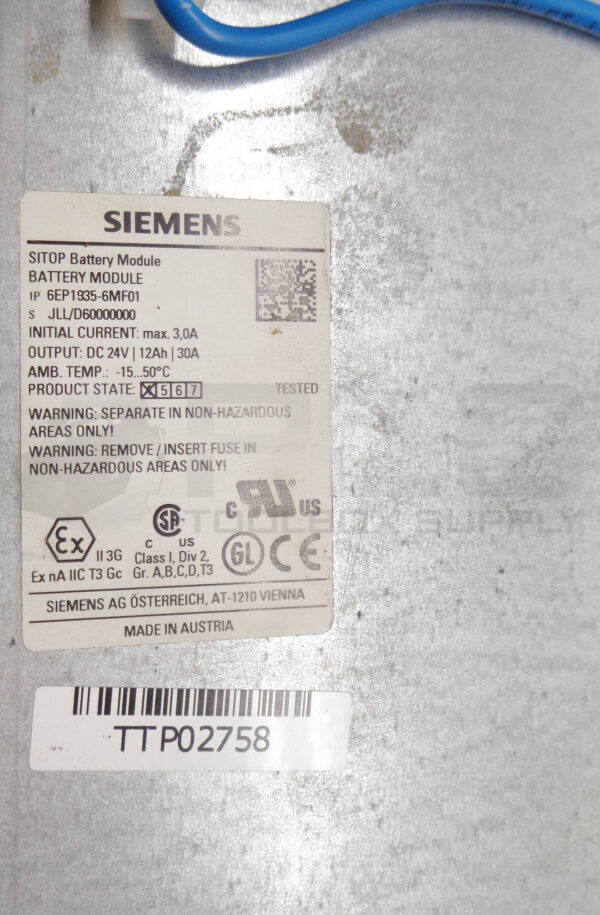 SIEMENS
SITOP Battery Module
BATTERY MODULE
1P 6EP1935-6MF01
S JLL/D60000000
INITIAL CURRENT: max. 3,0A
OUTPUT: DC 24V | 12Ah | 30A
AMB. TEMP.: -15...50°C
PRODUCT STATE: X 5 6 7 TESTED
WARNING: SEPARATE IN NON-HAZARDOUS
AREAS ONLY!
WARNING: REMOVE / INSERT FUSE IN
NON-HAZARDOUS AREAS ONLY!
C RU ® US
TOOLBOX SUPPLY
SA
C US
Ex II 3G
Class I, Div 2,
GL CE
Ex nA IIC T3 Gc Gr. A,B,C,D,T3
SIEMENS AG ÖSTERREICH, AT-1210 VIENNA
MADE IN AUSTRIA
TTP02758